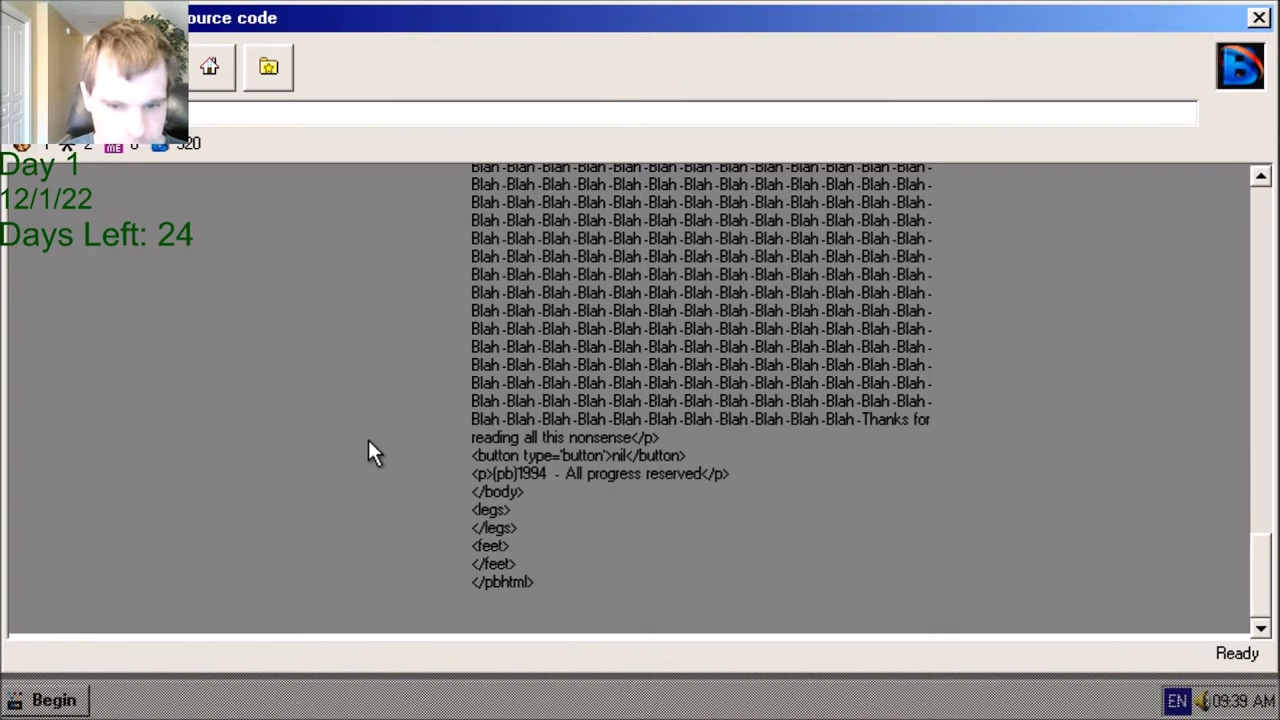 ource code
Day 1
12/1/22
Days Left: 24
Blah -Blah -Blah -Blah -Blah -Blah -Blah -Blah -Blah -Blah -Blah -Blah -Blah -
Blah -Blah -Blah -Blah -Blah -Blah -Blah -Blah -Blah -Blah -Blah -Blah -Blah -
Blah -Blah -Blah -Blah -Blah -Blah -Blah -Blah -Blah -Blah -Blah -Blah -Blah -
Blah -Blah -Blah -Blah -Blah -Blah -Blah -Blah -Blah -Blah -Blah -Blah -Blah -
Blah -Blah -Blah -Blah -Blah -Blah -Blah -Blah -Blah -Blah -Blah -Blah -Blah -
Blah -Blah -Blah -Blah -Blah -Blah -Blah -Blah -Blah -Blah -Blah -Blah -Blah -
Blah -Blah -Blah -Blah -Blah -Blah -Blah -Blah -Blah -Blah -Blah -Blah -Blah -
Blah -Blah -Blah -Blah -Blah -Blah -Blah -Blah -Blah -Blah -Blah -Blah -Blah -
Blah -Blah -Blah -Blah -Blah -Blah -Blah -Blah -Blah -Blah -Blah -Blah -Blah -
Blah -Blah -Blah -Blah -Blah -Blah -Blah -Blah -Blah -Blah -Blah -Blah -Blah -
Blah -Blah -Blah -Blah -Blah -Blah -Blah -Blah -Blah -Blah -Blah -Blah -Blah -
Blah -Blah -Blah -Blah -Blah -Blah -Blah -Blah -Blah -Blah -Blah -Blah -Blah -
Blah -Blah -Blah -Blah -Blah -Blah -Blah -Blah -Blah -Blah -Blah -Blah -Blah -
Blah -Blah -Blah -Blah -Blah -Blah -Blah -Blah -Blah -Blah -Blah -Blah -Blah -
Blah -Blah -Blah -Blah -Blah -Blah -Blah -Blah -Blah -Blah -Blah -Thanks for
reading all this nonsense</p>
<button type='button'>nil</button>
<p>(pb)1994 - All progress reserved</p>
</body>
<legs>
</legs>
<feet>
</feet>
</pbhtml>
Ready
Begin
EN 09:39 AM